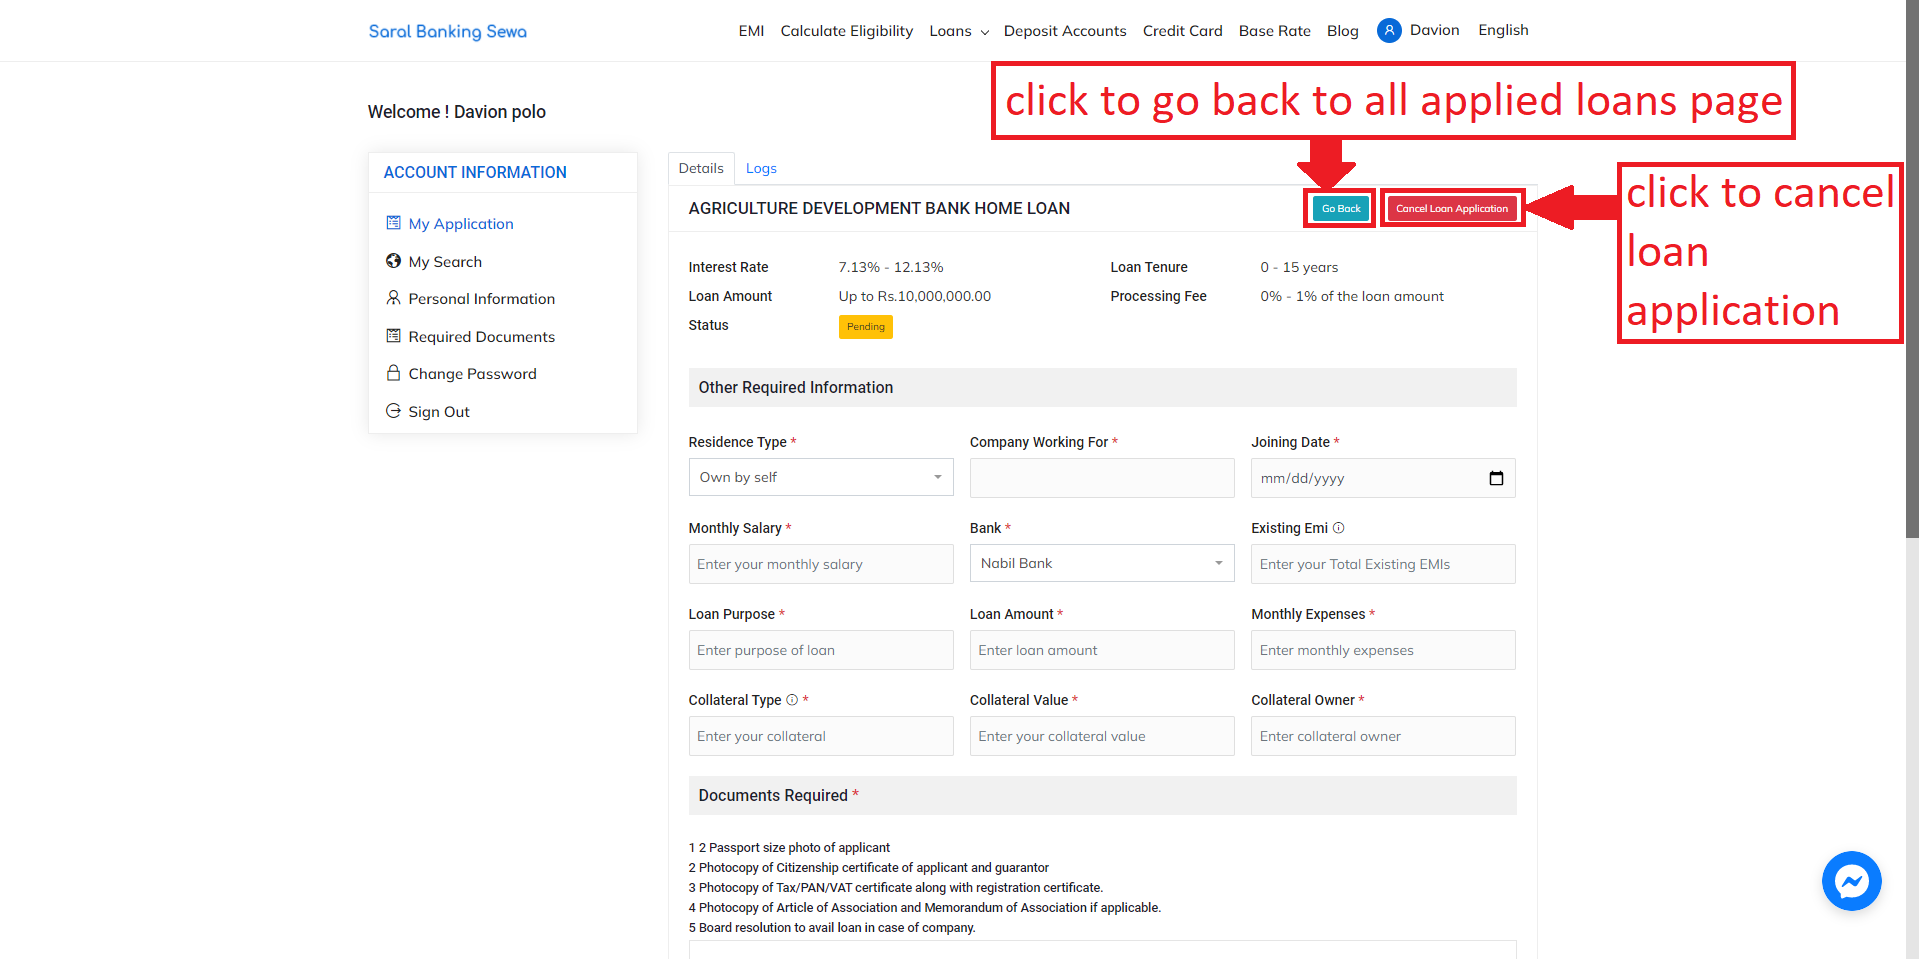 Saral Banking Sewa
EMI Calculate Eligibility Loans Deposit Accounts Credit Card Base Rate Blog Davion English
click to go back to all applied loans page
Welcome ! Davion polo
ACCOUNT INFORMATION
My Application
My Search
Personal Information
Required Documents
Change Password
Sign Out
Details Logs
AGRICULTURE DEVELOPMENT BANK HOME LOAN
Go Back Cancel Loan Application
click to cancel
loan
application
Interest Rate 7.13% - 12.13% Loan Tenure 0 - 15 years
Loan Amount Up to Rs.10,000,000.00 Processing Fee 0% - 1% of the loan amount
Status Pending
Other Required Information
Residence Type * Company Working For * Joining Date *
Own by self mm/dd/yyyy
Monthly Salary * Bank * Existing Emi
Enter your monthly salary Nabil Bank Enter your Total Existing EMIs
Loan Purpose * Loan Amount * Monthly Expenses *
Enter purpose of loan Enter loan amount Enter monthly expenses
Collateral Type * Collateral Value * Collateral Owner *
Enter your collateral Enter your collateral value Enter collateral owner
Documents Required *
1 2 Passport size photo of applicant
2 Photocopy of Citizenship certificate of applicant and guarantor
3 Photocopy of Tax/PAN/VAT certificate along with registration certificate.
4 Photocopy of Article of Association and Memorandum of Association if applicable.
5 Board resolution to avail loan in case of company.